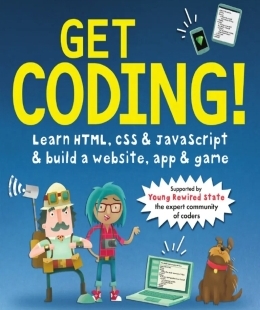 GET
CODING!
Learn HTML, CSS & JavaScript
& build a website, app & game
Supported by
Young Rewired State
the expert community
of coders